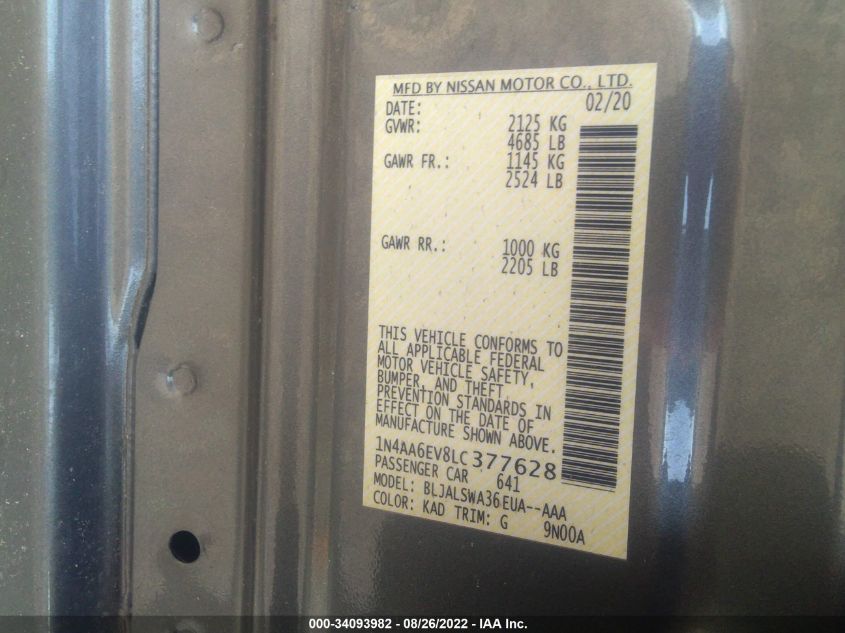 MFD BY NISSAN MOTOR CO., LTD.
DATE: 02/20
GVWR: 2125 KG
4685 LB
GAWR FR.: 1145 KG
2524 LB
GAWR RR.: 1000 KG
2205 LB
THIS VEHICLE CONFORMS TO
ALL APPLICABLE FEDERAL
MOTOR VEHICLE SAFETY,
BUMPER, AND THEFT
PREVENTION STANDARDS IN
EFFECT ON THE DATE OF
MANUFACTURE SHOWN ABOVE.
1N4AA6EV8LC377628
PASSENGER CAR 641
MODEL: BLJALSWA36EUA--AAA
COLOR: KAD TRIM: G 9N00A
000-34093982 - 08/26/2022 - IAA Inc.